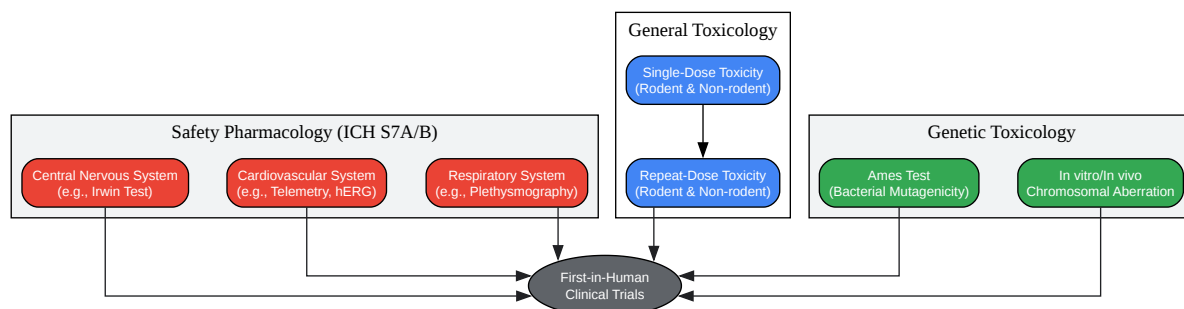 General Toxicology
Single-Dose Toxicity
(Rodent & Non-rodent)
Safety Pharmacology (ICH S7A/B)
Genetic Toxicology
Central Nervous System
(e.g., Irwin Test)
Cardiovascular System
(e.g., Telemetry, hERG)
Respiratory System
(e.g., Plethysmography)
Repeat-Dose Toxicity
(Rodent & Non-rodent)
Ames Test
(Bacterial Mutagenicity)
In vitro/In vivo
Chromosomal Aberration
First-in-Human
Clinical Trials